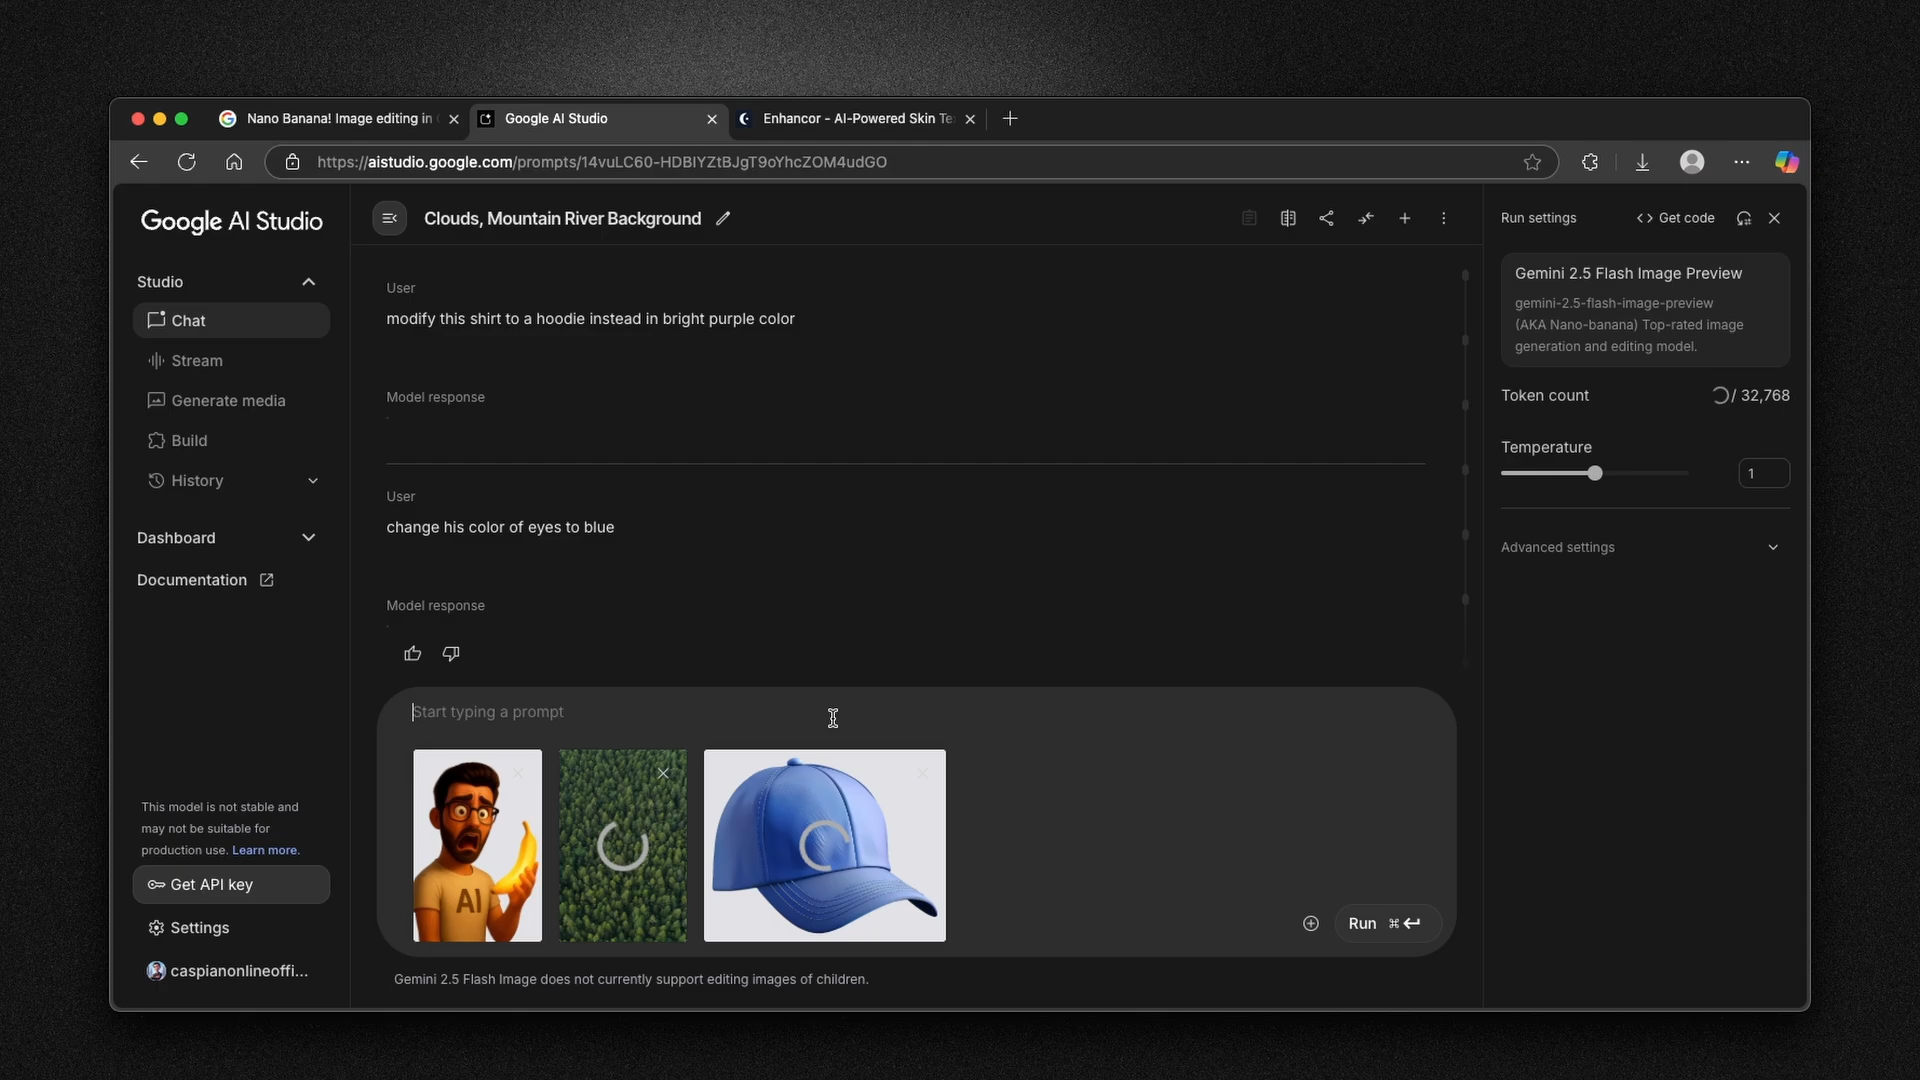 Nano Banana! Image editing in
Google AI Studio
Enhancor - AI-Powered Skin Te
https://aistudio.google.com/prompts/14vuLC60-HDBIYZtBJgT9oYhcZOM4udGO
Google AI Studio
Clouds, Mountain River Background
Run settings
Get code
Studio
Chat
Stream
Generate media
Build
History
Dashboard
Documentation
User
modify this shirt to a hoodie instead in bright purple color
Model response
User
change his color of eyes to blue
Model response
Gemini 2.5 Flash Image Preview
gemini-2.5-flash-image-preview
(AKA Nano-banana) Top-rated image
generation and editing model.
Token count
/ 32,768
Temperature
1
Advanced settings
Start typing a prompt
AI
Run ⌘
Gemini 2.5 Flash Image does not currently support editing images of children.
This model is not stable and
may not be suitable for
production use. Learn more.
Get API key
Settings
caspianonlineoffi...